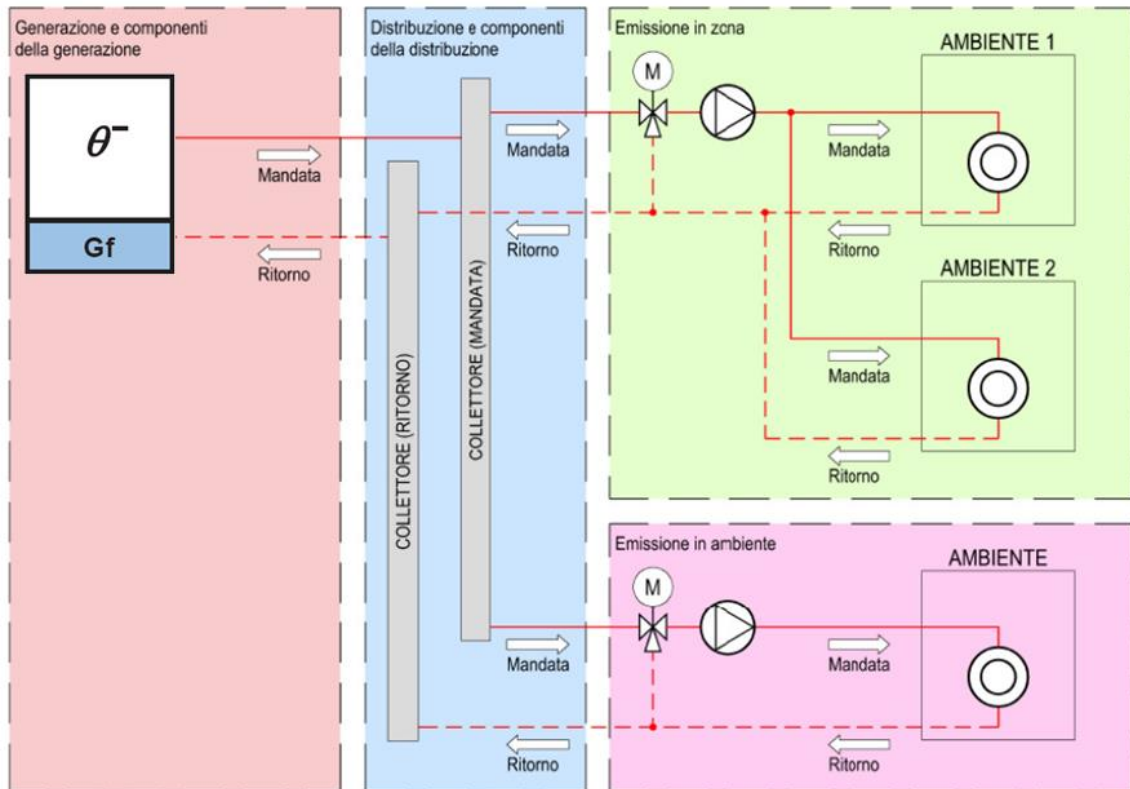 Generazione e componenti
della generazione
θ-
Gf
Mandata
Ritorno
Distribuzione e componenti
della distribuzione
COLLETTORE (RITORNO)
COLLETTORE (MANDATA)
Mandata
Ritorno
Mandata
Ritorno
Emissione in zona
M
AMBIENTE 1
Mandata
Ritorno
AMBIENTE 2
Mandata
Ritorno
Emissione in ambiente
M
AMBIENTE
Mandata
Ritorno